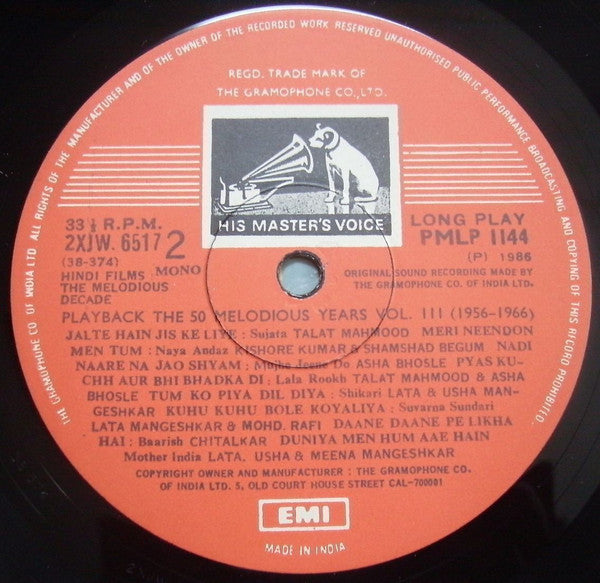 THE GRAMOPHONE CO OF INDIA LTD. ALL RIGHTS OF THE MANUFACTURER AND OF THE OWNER OF THE RECORDED WORK RESERVED UNAUTHORISED PUBLIC PERFORMANCE BROADCASTING AND COPYING OF THIS RECORD PROHIBITED.
REGD. TRADE MARK OF
THE GRAMOPHONE CO., LTD.
HIS MASTER'S VOICE
33⅓ R.P.M.
2XJW. 6517 2
(38-374)
HINDI FILMS MONO
THE MELODIOUS
DECADE
LONG PLAY
PMLP 1144
(P) 1986
ORIGINAL SOUND RECORDING MADE BY
THE GRAMOPHONE CO. OF INDIA LTD.
PLAYBACK THE 50 MELODIOUS YEARS VOL. III (1956-1966)
JALTE HAIN JIS KE LIYE : Sujata TALAT MAHMOOD MERI NEENDON
MEN TUM : Naya Andaz KISHORE KUMAR & SHAMSHAD BEGUM NADI
NAARE NA JAO SHYAM : Mujhe Jeene Do ASHA BHOSLE PYAS KU-
CHH AUR BHI BHADKA DI : Lala Rookh TALAT MAHMOOD & ASHA
BHOSLE TUM KO PIYA DIL DIYA : Shikari LATA & USHA MAN-
GESHKAR KUHU KUHU BOLE KOYALIYA : Suvarna Sundari
LATA MANGESHKAR & MOHD. RAFI DAANE DAANE PE LIKHA
HAI : Baarish CHITALKAR DUNIYA MEN HUM AAE HAIN
Mother India LATA, USHA & MEENA MANGESHKAR
COPYRIGHT OWNER AND MANUFACTURER : THE GRAMOPHONE CO.
OF INDIA LTD. 5, OLD COURT HOUSE STREET CAL-700001
EMI
MADE IN INDIA